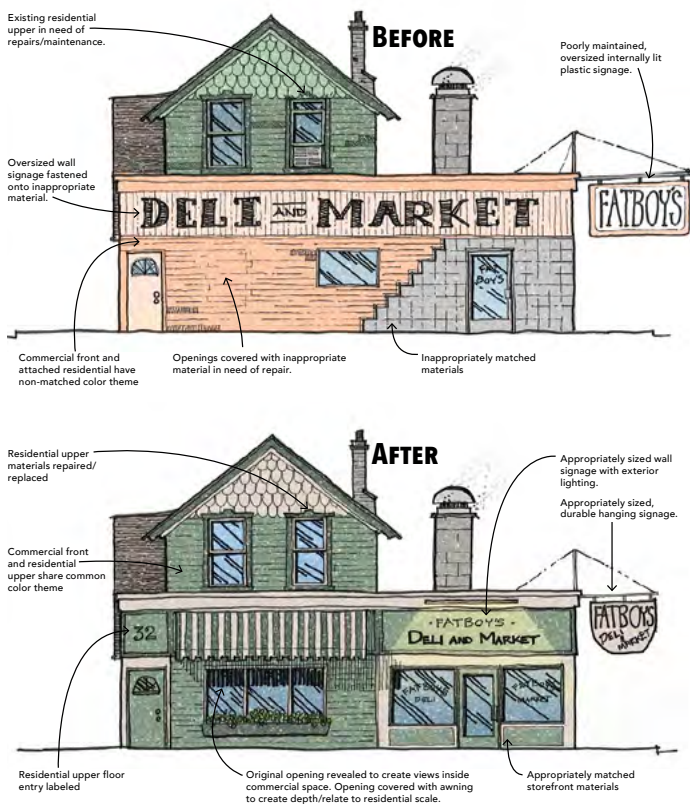 BEFORE
Existing residential
upper in need of
repairs/maintenance.
Poorly maintained,
oversized internally lit
plastic signage.
Oversized wall
signage fastened
onto inappropriate
material.
DELI AND MARKET
FATBOY'S
FAT
BOY'S
Commercial front and
attached residential have
non-matched color theme
Openings covered with inappropriate
material in need of repair.
Inappropriately matched
materials
AFTER
Residential upper
materials repaired/
replaced
Appropriately sized wall
signage with exterior
lighting.
Appropriately sized,
durable hanging signage.
Commercial front
and residential
upper share common
color theme
32
·FATBOY'S·
DELI AND MARKET
FATBOYS
DELI
MARKET
FATBOYS
DELI
FATBOYS
MARKET
Residential upper floor
entry labeled
Original opening revealed to create views inside
commercial space. Opening covered with awning
to create depth/relate to residential scale.
Appropriately matched
storefront materials